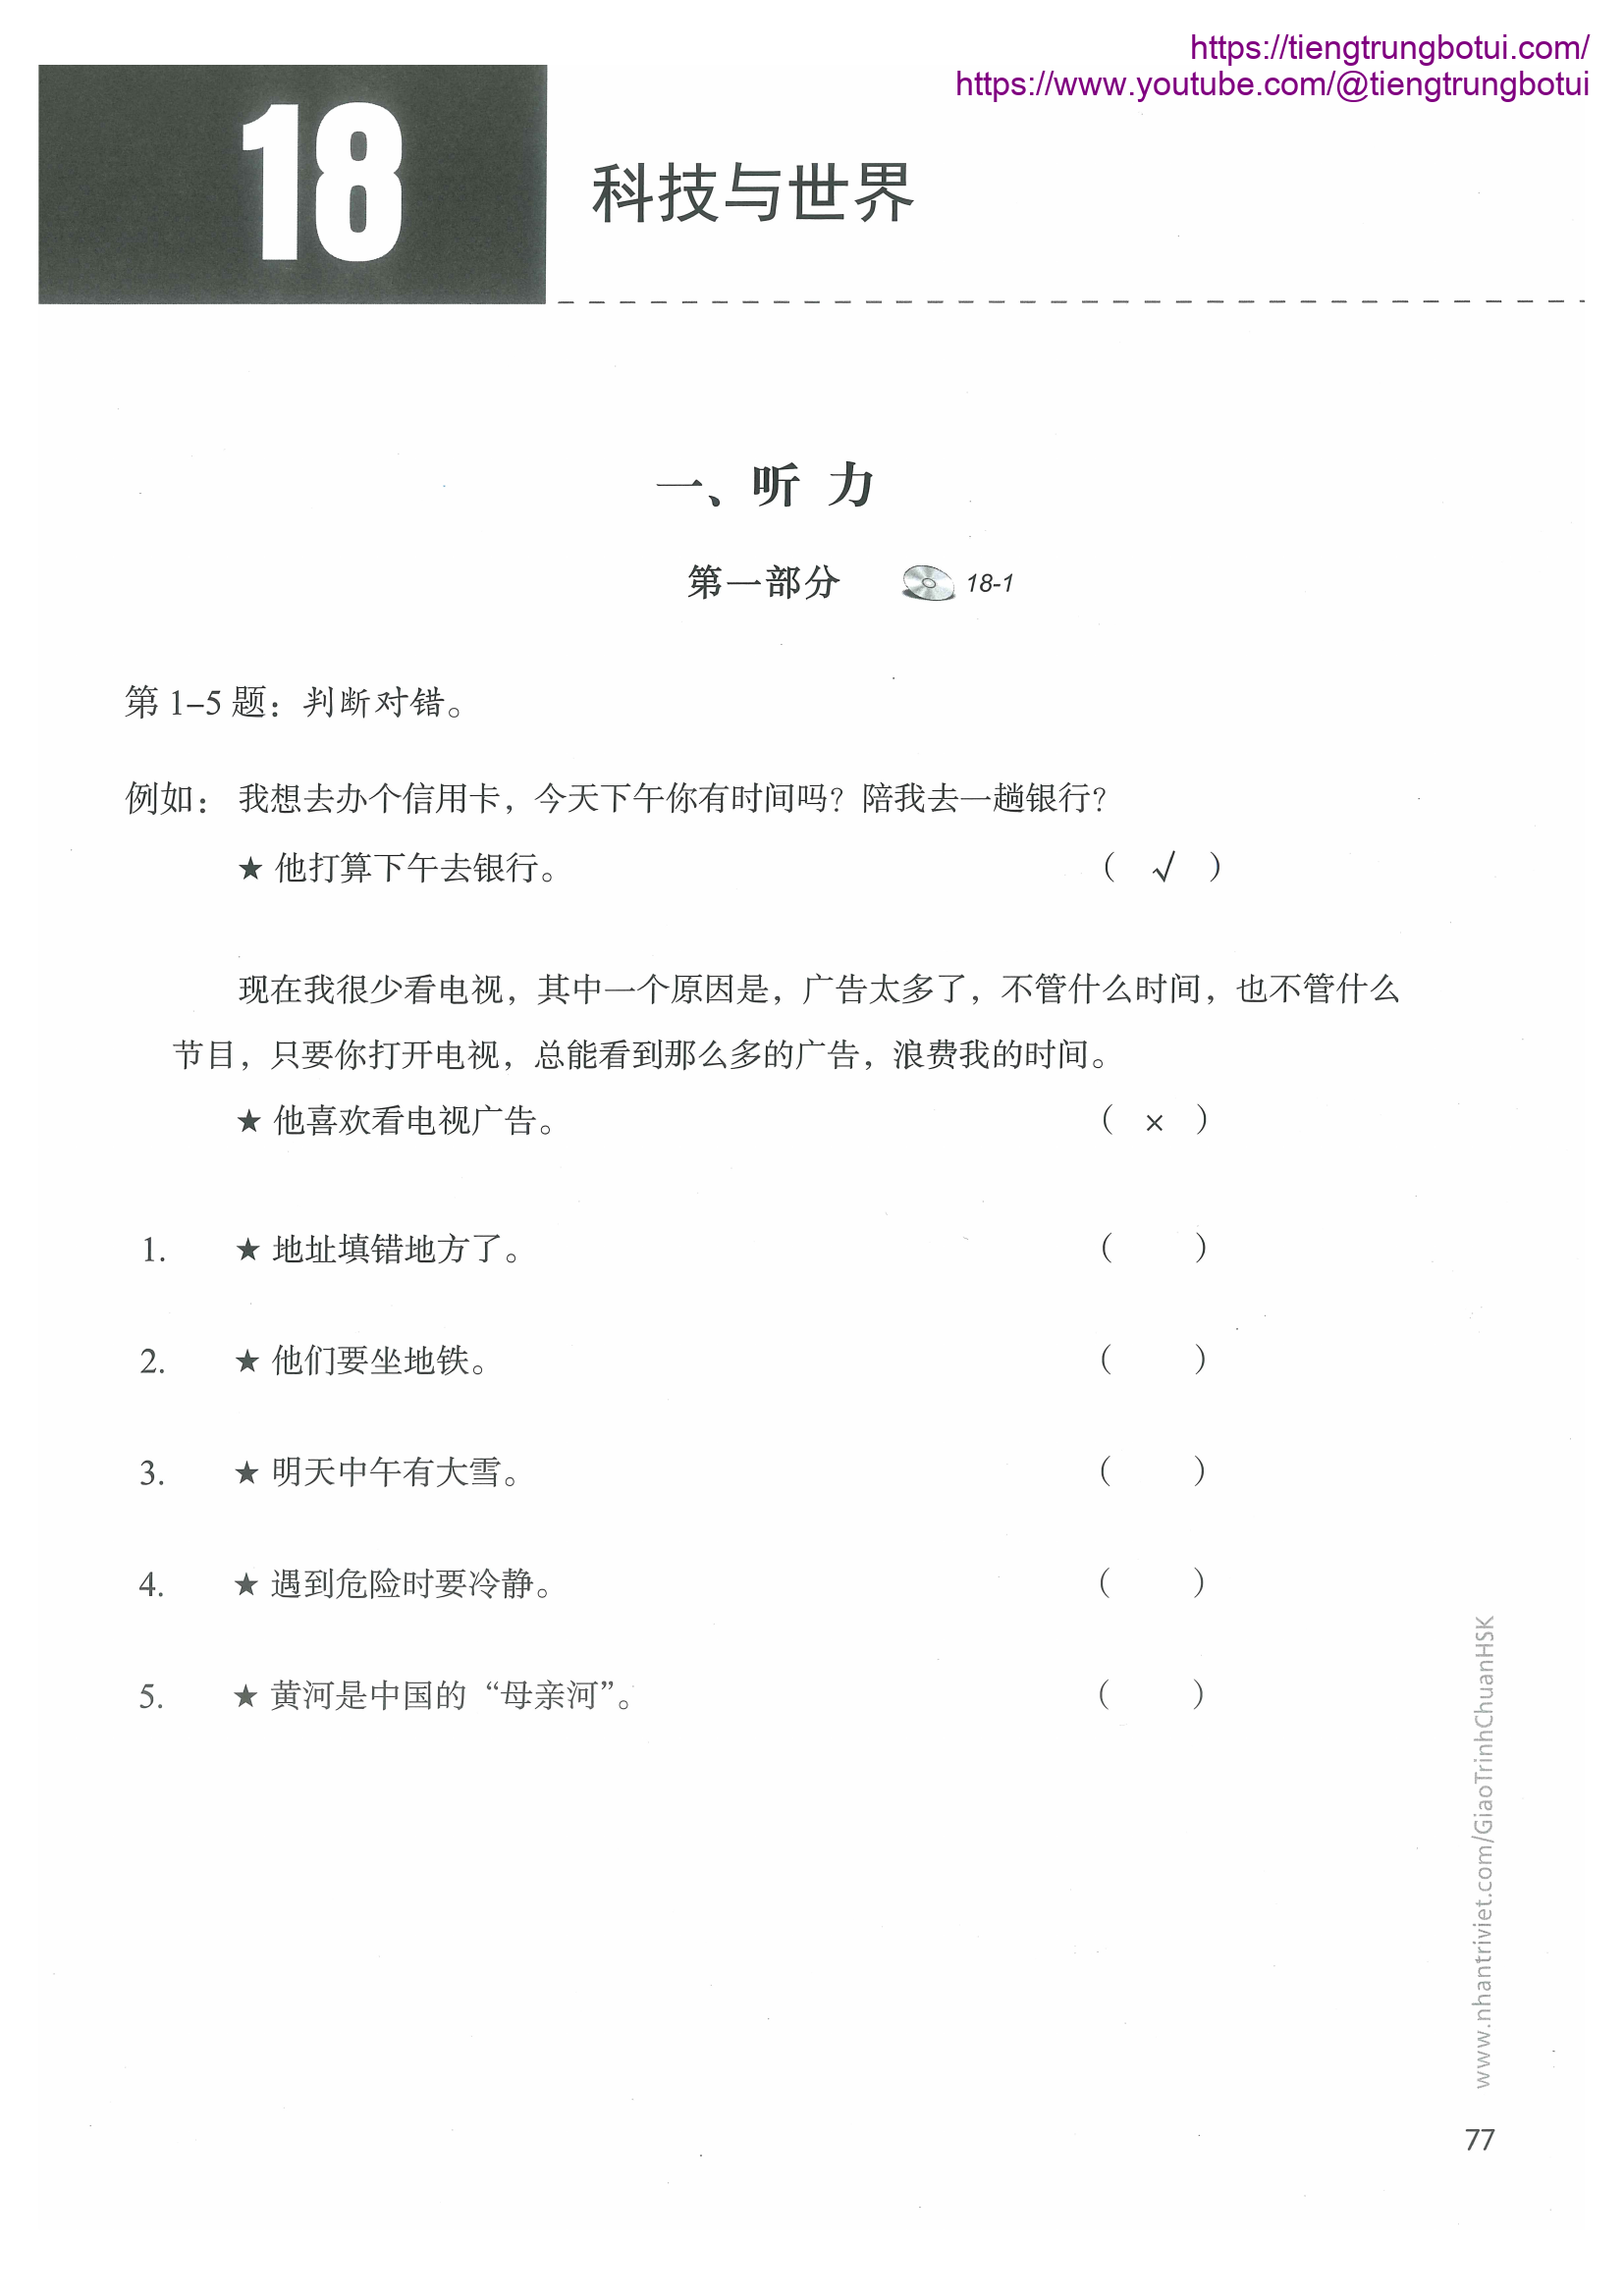 https://tiengtrungbotui.com/
https://www.youtube.com/@tiengtrungbotui
18
科技与世界
一、听 力
第一部分 18-1
第 1–5 题：判断对错。
例如： 我想去办个信用卡，今天下午你有时间吗？陪我去一趟银行？
★ 他打算下午去银行。 （ √ ）
现在我很少看电视，其中一个原因是，广告太多了，不管什么时间，也不管什么
节目，只要你打开电视，总能看到那么多的广告，浪费我的时间。
★ 他喜欢看电视广告。 （ × ）
1. ★ 地址填错地方了。 （ ）
2. ★ 他们要坐地铁。 （ ）
3. ★ 明天中午有大雪。 （ ）
4. ★ 遇到危险时要冷静。 （ ）
5. ★ 黄河是中国的“母亲河”。 （ ）
www.nhantriviet.com/GiaoTrinhChuanHSK
77